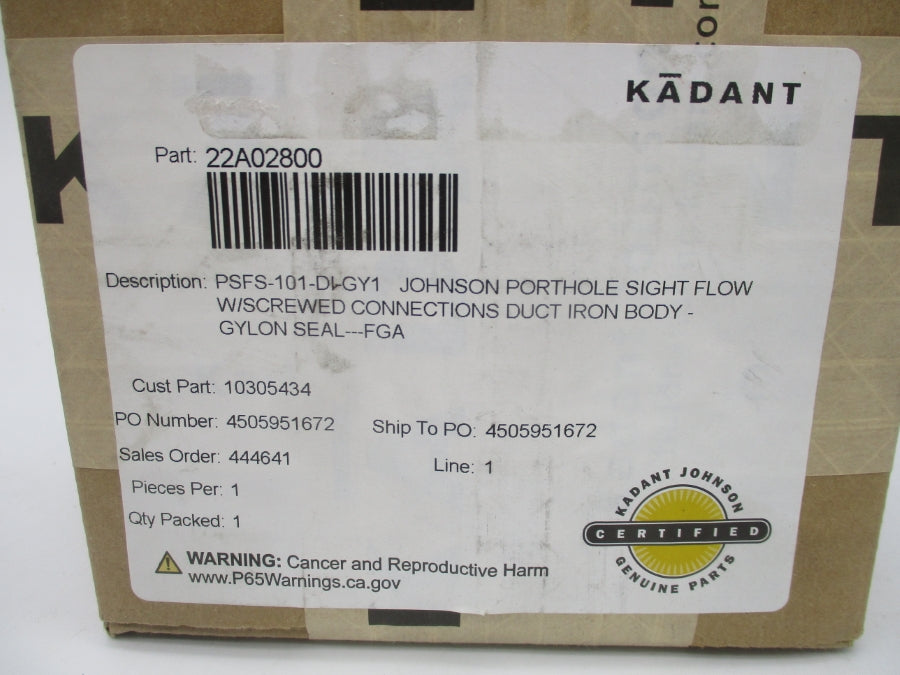 cor
KĀDANT
Part: 22A02800
Description: PSFS-101-DI-GY1 JOHNSON PORTHOLE SIGHT FLOW
W/SCREWED CONNECTIONS DUCT IRON BODY -
GYLON SEAL---FGA
Cust Part: 10305434
PO Number: 4505951672 Ship To PO: 4505951672
Sales Order: 444641 Line: 1
Pieces Per: 1
Qty Packed: 1
WARNING: Cancer and Reproductive Harm
www.P65Warnings.ca.gov
KADANT JOHNSON
CERTIFIED
GENUINE PARTS